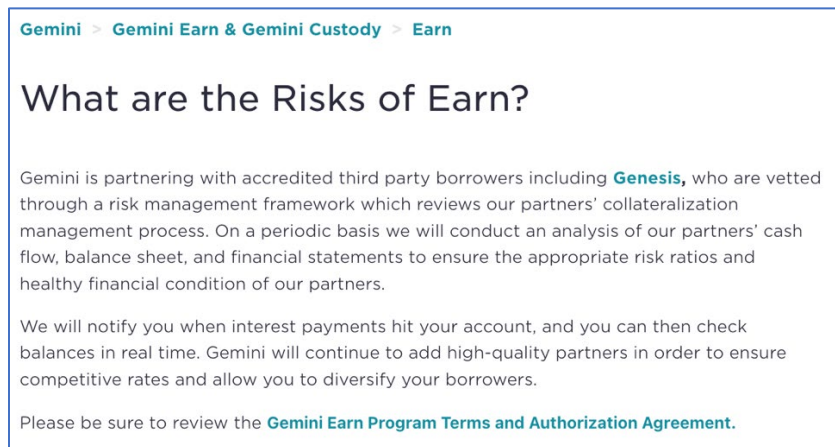 Gemini > Gemini Earn & Gemini Custody > Earn
What are the Risks of Earn?
Gemini is partnering with accredited third party borrowers including Genesis, who are vetted
through a risk management framework which reviews our partners' collateralization
management process. On a periodic basis we will conduct an analysis of our partners' cash
flow, balance sheet, and financial statements to ensure the appropriate risk ratios and
healthy financial condition of our partners.
We will notify you when interest payments hit your account, and you can then check
balances in real time. Gemini will continue to add high-quality partners in order to ensure
competitive rates and allow you to diversify your borrowers.
Please be sure to review the Gemini Earn Program Terms and Authorization Agreement.